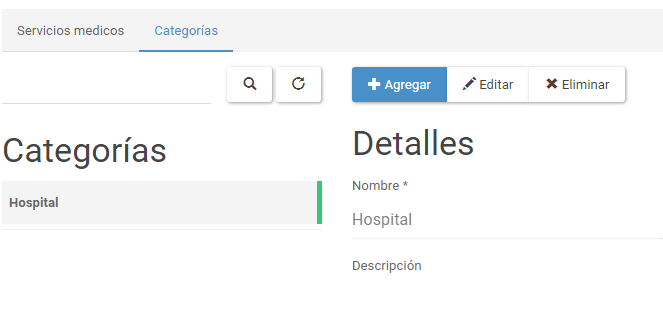 Servicios medicos
Categorías
Agregar
Editar
Eliminar
Categorías
Hospital
Detalles
Nombre *
Hospital
Descripción